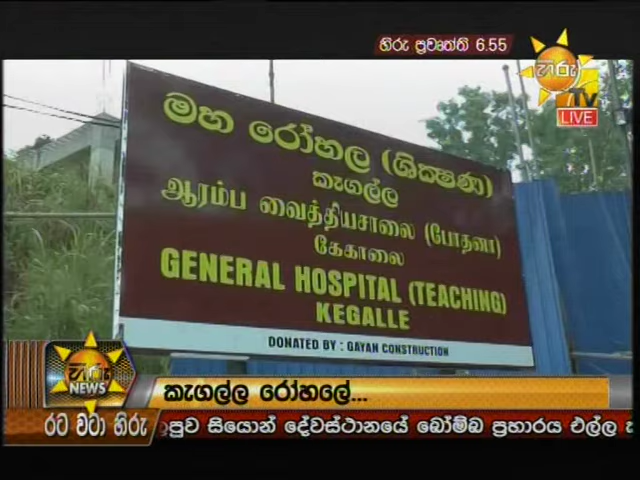 හිරු ප්‍රවෘත්ති 6.55
හිරු
TV
LIVE
මහ රෝහල (ශික්‍ෂණ)
කෑගල්ල
ஆரம்ப வைத்தியசாலை (போதனா)
கேகாலை
GENERAL HOSPITAL (TEACHING)
KEGALLE
DONATED BY : GAYAN CONSTRUCTION
හිරු
NEWS
කෑගල්ල රෝහලේ...
රට වටා හිරු
පුව සියොන් දේවස්ථානයේ බෝම්බ ප්‍රහාරය එල්ල